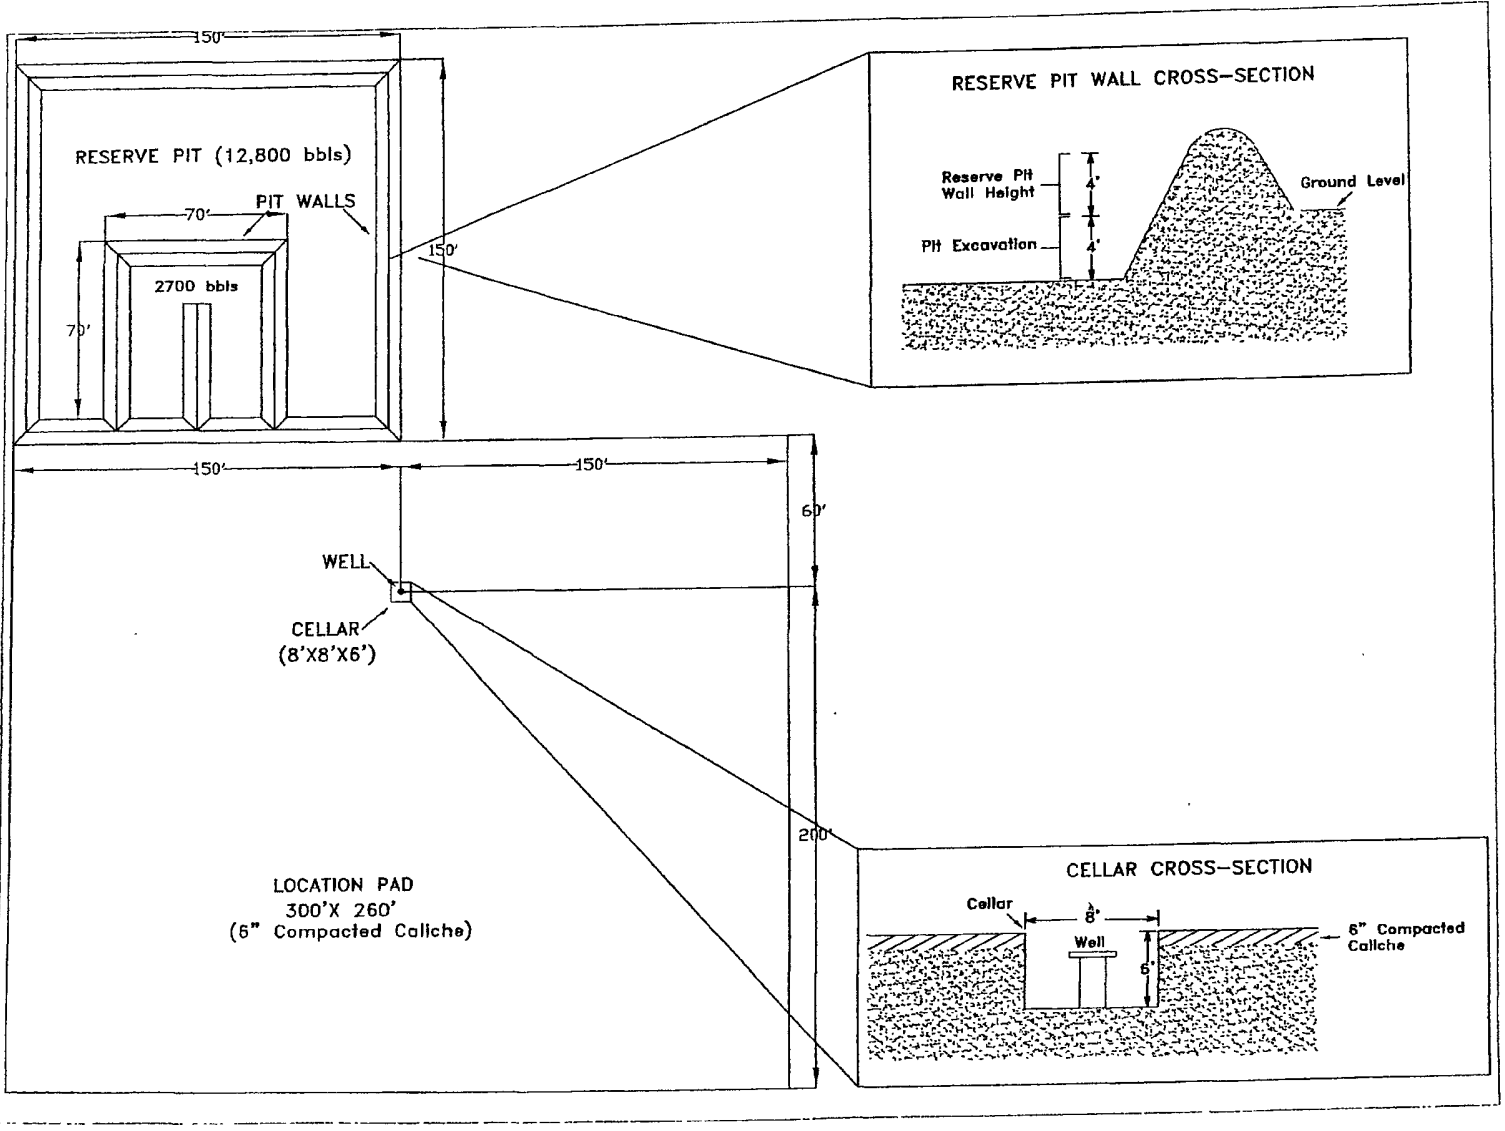 150'
RESERVE PIT (12,800 bbls)
PIT WALLS
70'
150'
2700 bbls
70'
150'
150'
60'
WELL
CELLAR
(8'X8'X6')
200'
LOCATION PAD
300'X 260'
(6" Compacted Caliche)
RESERVE PIT WALL CROSS-SECTION
Reserve Pit
Wall Height
4'
Ground Level
Pit Excavation
4'
CELLAR CROSS-SECTION
Cellar
8'
Well
6'
6" Compacted
Caliche